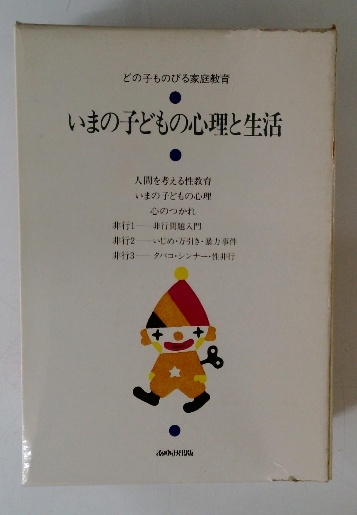 どの子ものびる家庭教育
いまの子どもの心理と生活
人間を考える性教育
いまの子どもの心理
心のつかれ
非行1──非行問題入門
非行2──いじめ・万引き・暴力事件
非行3──タバコ・シンナー・性非行